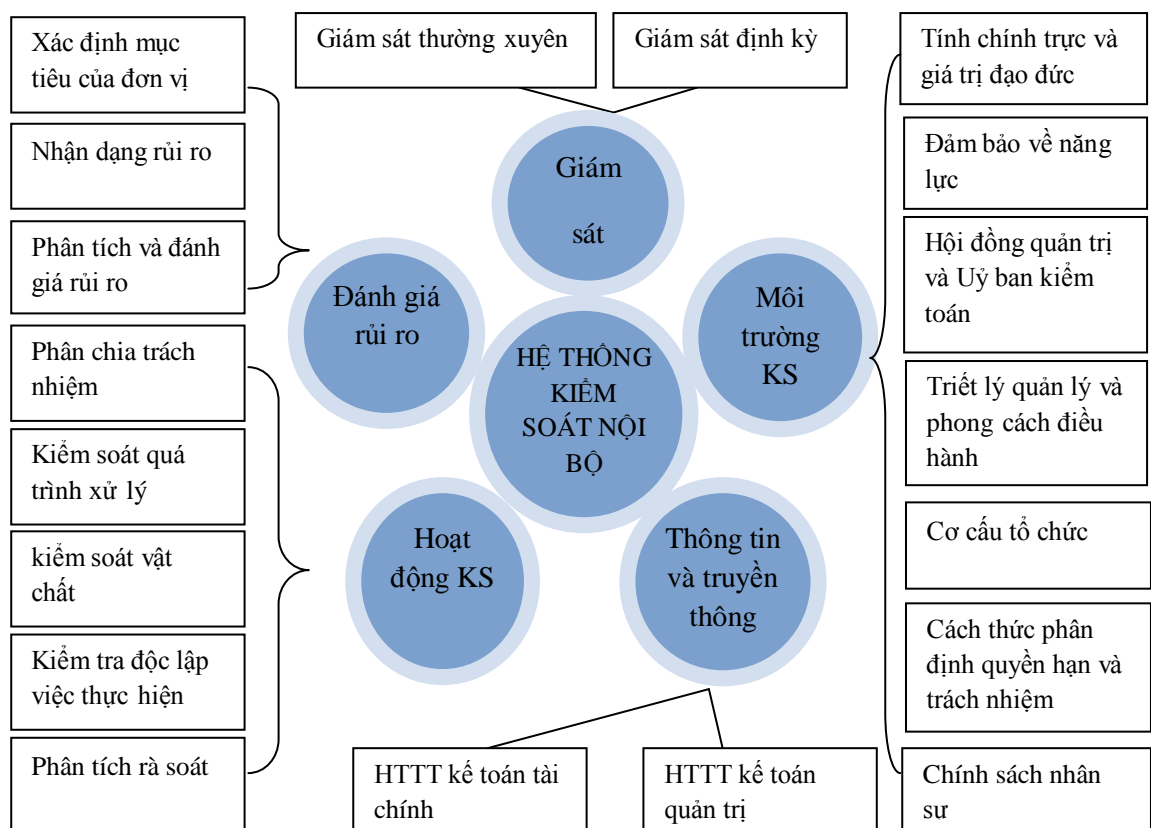 Xác định mục
tiêu của đơn vị
Nhận dạng rủi ro
Phân tích và đánh
giá rủi ro
Phân chia trách
nhiệm
Kiểm soát quá
trình xử lý
kiểm soát vật
chất
Kiểm tra độc lập
việc thực hiện
Phân tích rà soát
Giám sát thường xuyên
Giám sát định kỳ
Giám
sát
Đánh giá
rủi ro
Môi
trường
KS
HỆ THỐNG
KIỂM
SOÁT NỘI
BỘ
Hoạt
động KS
Thông tin
và truyền
thông
HTTT kế toán tài
chính
HTTT kế toán
quản trị
Tính chính trực và
giá trị đạo đức
Đảm bảo về năng
lực
Hội đồng quản trị
và Uỷ ban kiểm
toán
Triết lý quản lý và
phong cách điều
hành
Cơ cấu tổ chức
Cách thức phân
định quyền hạn và
trách nhiệm
Chính sách nhân
sư